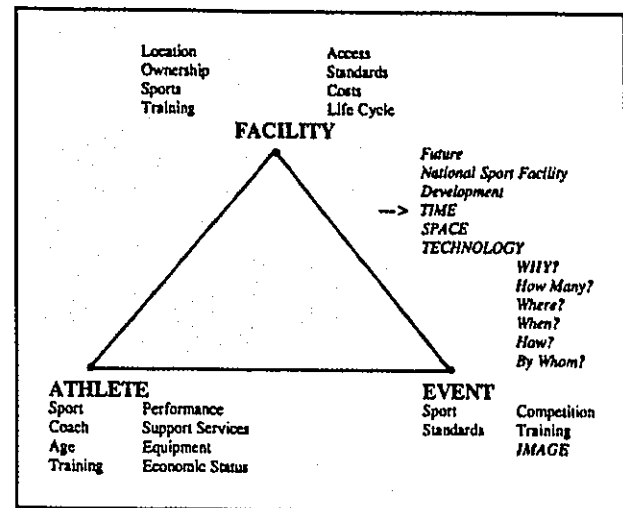 Location Access
Ownership Standards
Sports Costs
Training Life Cycle
FACILITY
Future
National Sport Facility
Development
---> TIME
SPACE
TECHNOLOGY
WHY?
How Many?
Where?
When?
How?
By Whom?
ATHLETE
Sport Performance
Coach Support Services
Age Equipment
Training Economic Status
EVENT
Sport Competition
Standards Training
IMAGE